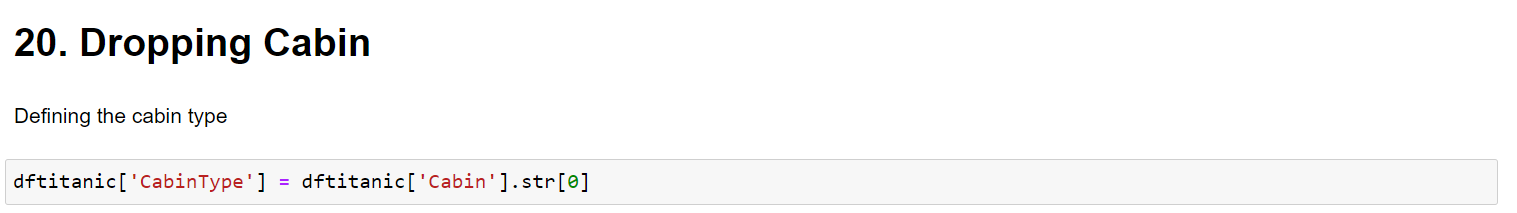 20. Dropping Cabin
Defining the cabin type
dftitanic['CabinType'] = dftitanic['Cabin'].str[0]